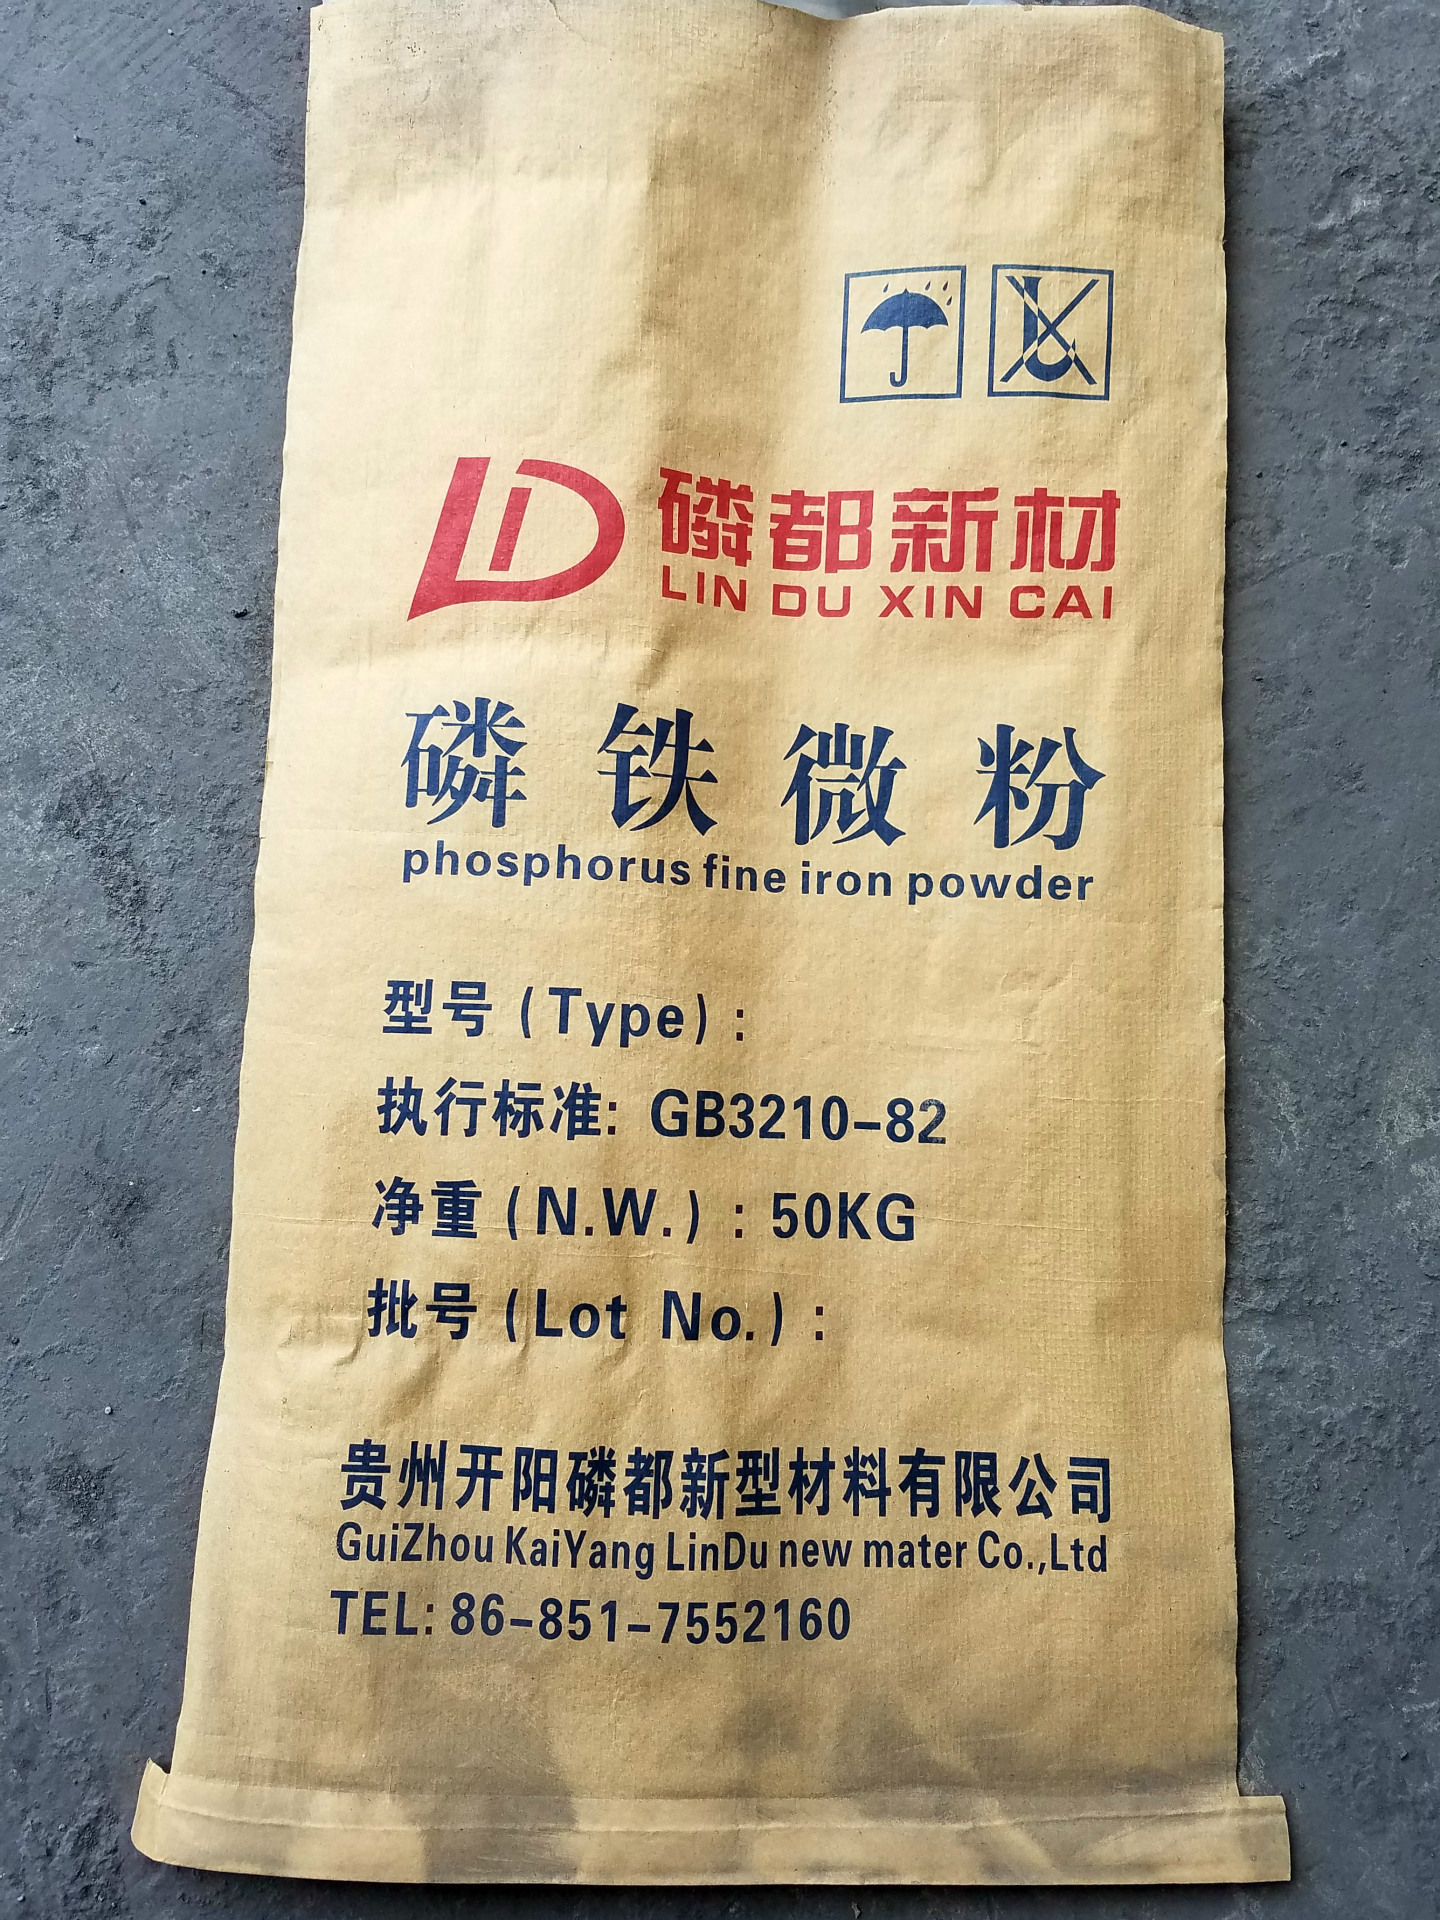 LD 磷都新材
LIN DU XIN CAI
磷铁微粉
phosphorus fine iron powder
型号(Type):
执行标准: GB3210-82
净重(N.W.): 50KG
批号(Lot No.):
贵州开阳磷都新型材料有限公司
GuiZhou KaiYang LinDu new mater Co.,Ltd
TEL: 86-851-7552160